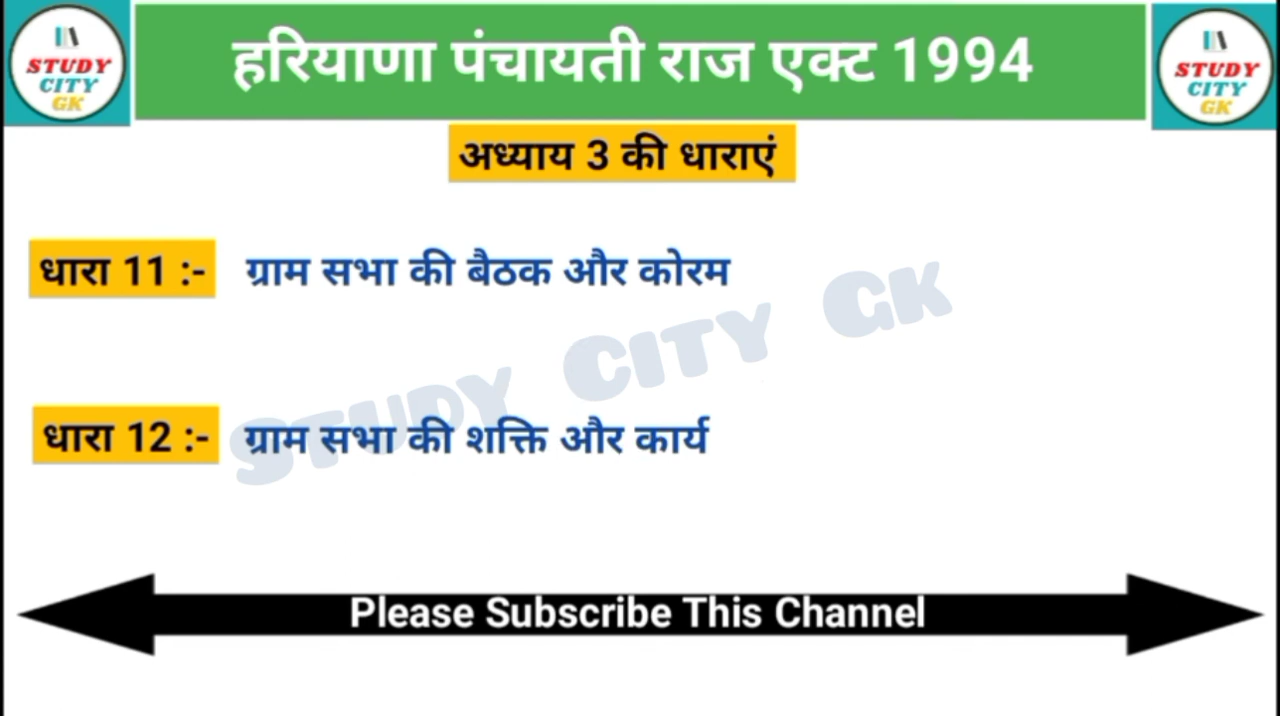 STUDY
CITY
GK
हरियाणा पंचायती राज एक्ट 1994
STUDY
CITY
GK
अध्याय 3 की धाराएं
धारा 11 :- ग्राम सभा की बैठक और कोरम
धारा 12 :- ग्राम सभा की शक्ति और कार्य
STUDY CITY GK
Please Subscribe This Channel